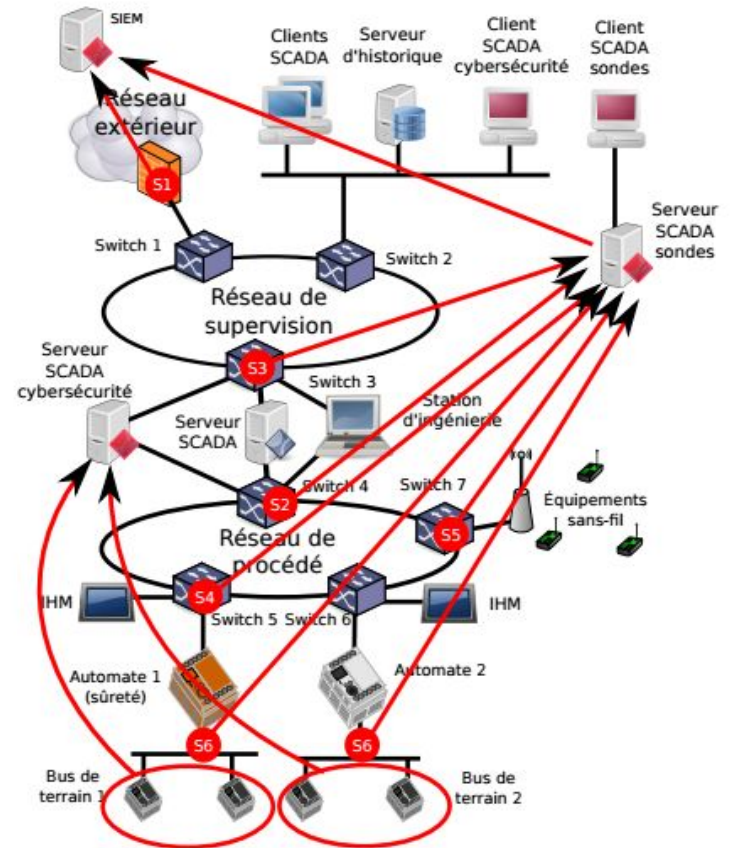 SIEM
Clients
SCADA
Serveur
d'historique
Client
SCADA
cybersécurité
Client
SCADA
sondes
Réseau
extérieur
S1
Switch 1
Switch 2
Serveur
SCADA
sondes
Réseau de
supervision
Serveur
SCADA
cybersécurité
S3
Switch 3
Serveur
SCADA
Station
d'ingénierie
Switch 4
Switch 7
S2
S5
Équipements
sans-fil
Réseau de
procédé
IHM
S4
IHM
Switch 5
Switch 6
Automate 1
(sûreté)
Automate 2
S6
S6
Bus de
terrain 1
Bus de
terrain 2